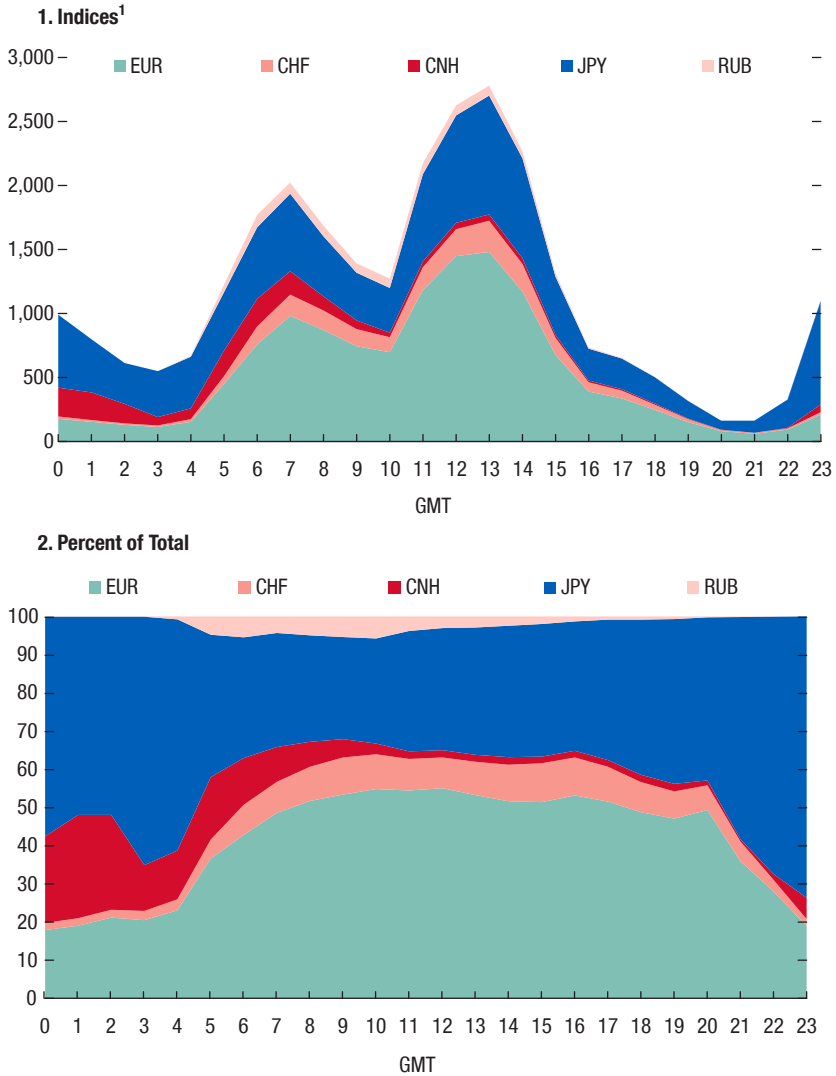 1. Indices1
3,000
EUR CHF CNH JPY RUB
2,500
2,000
1,500
1,000
500
0
0 1 2 3 4 5 6 7 8 9 10 11 12 13 14 15 16 17 18 19 20 21 22 23
GMT
2. Percent of Total
EUR CHF CNH JPY RUB
100
90
80
70
60
50
40
30
20
10
0
0 1 2 3 4 5 6 7 8 9 10 11 12 13 14 15 16 17 18 19 20 21 22 23
GMT